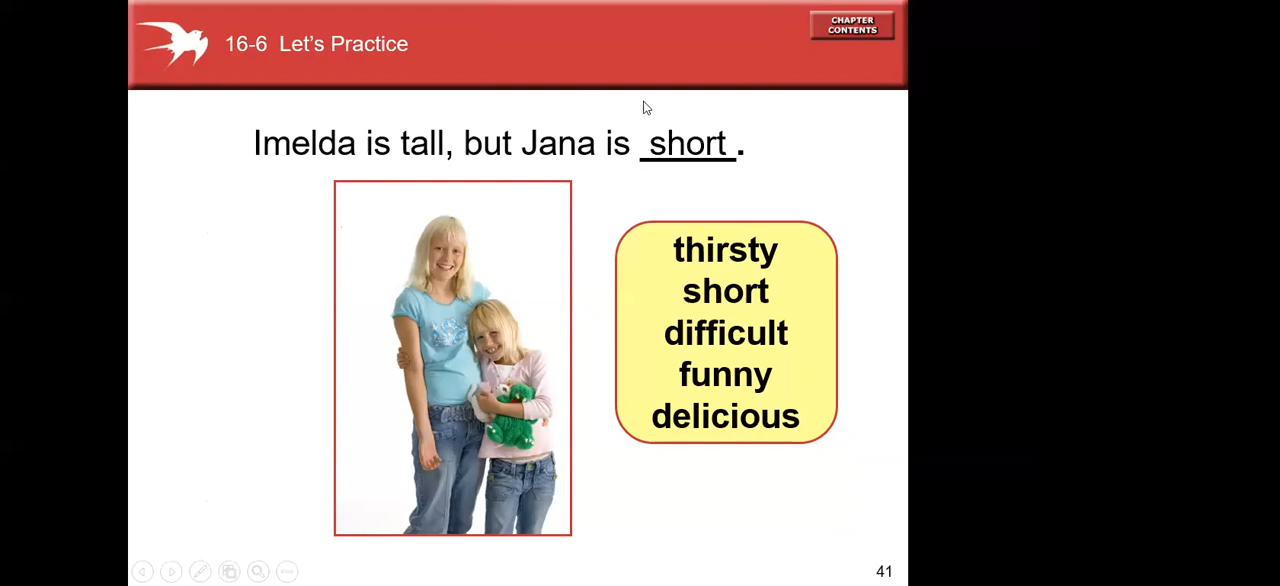 16-6 Let's Practice
CHAPTER
CONTENTS
Imelda is tall, but Jana is short.
thirsty
short
difficult
funny
delicious
41